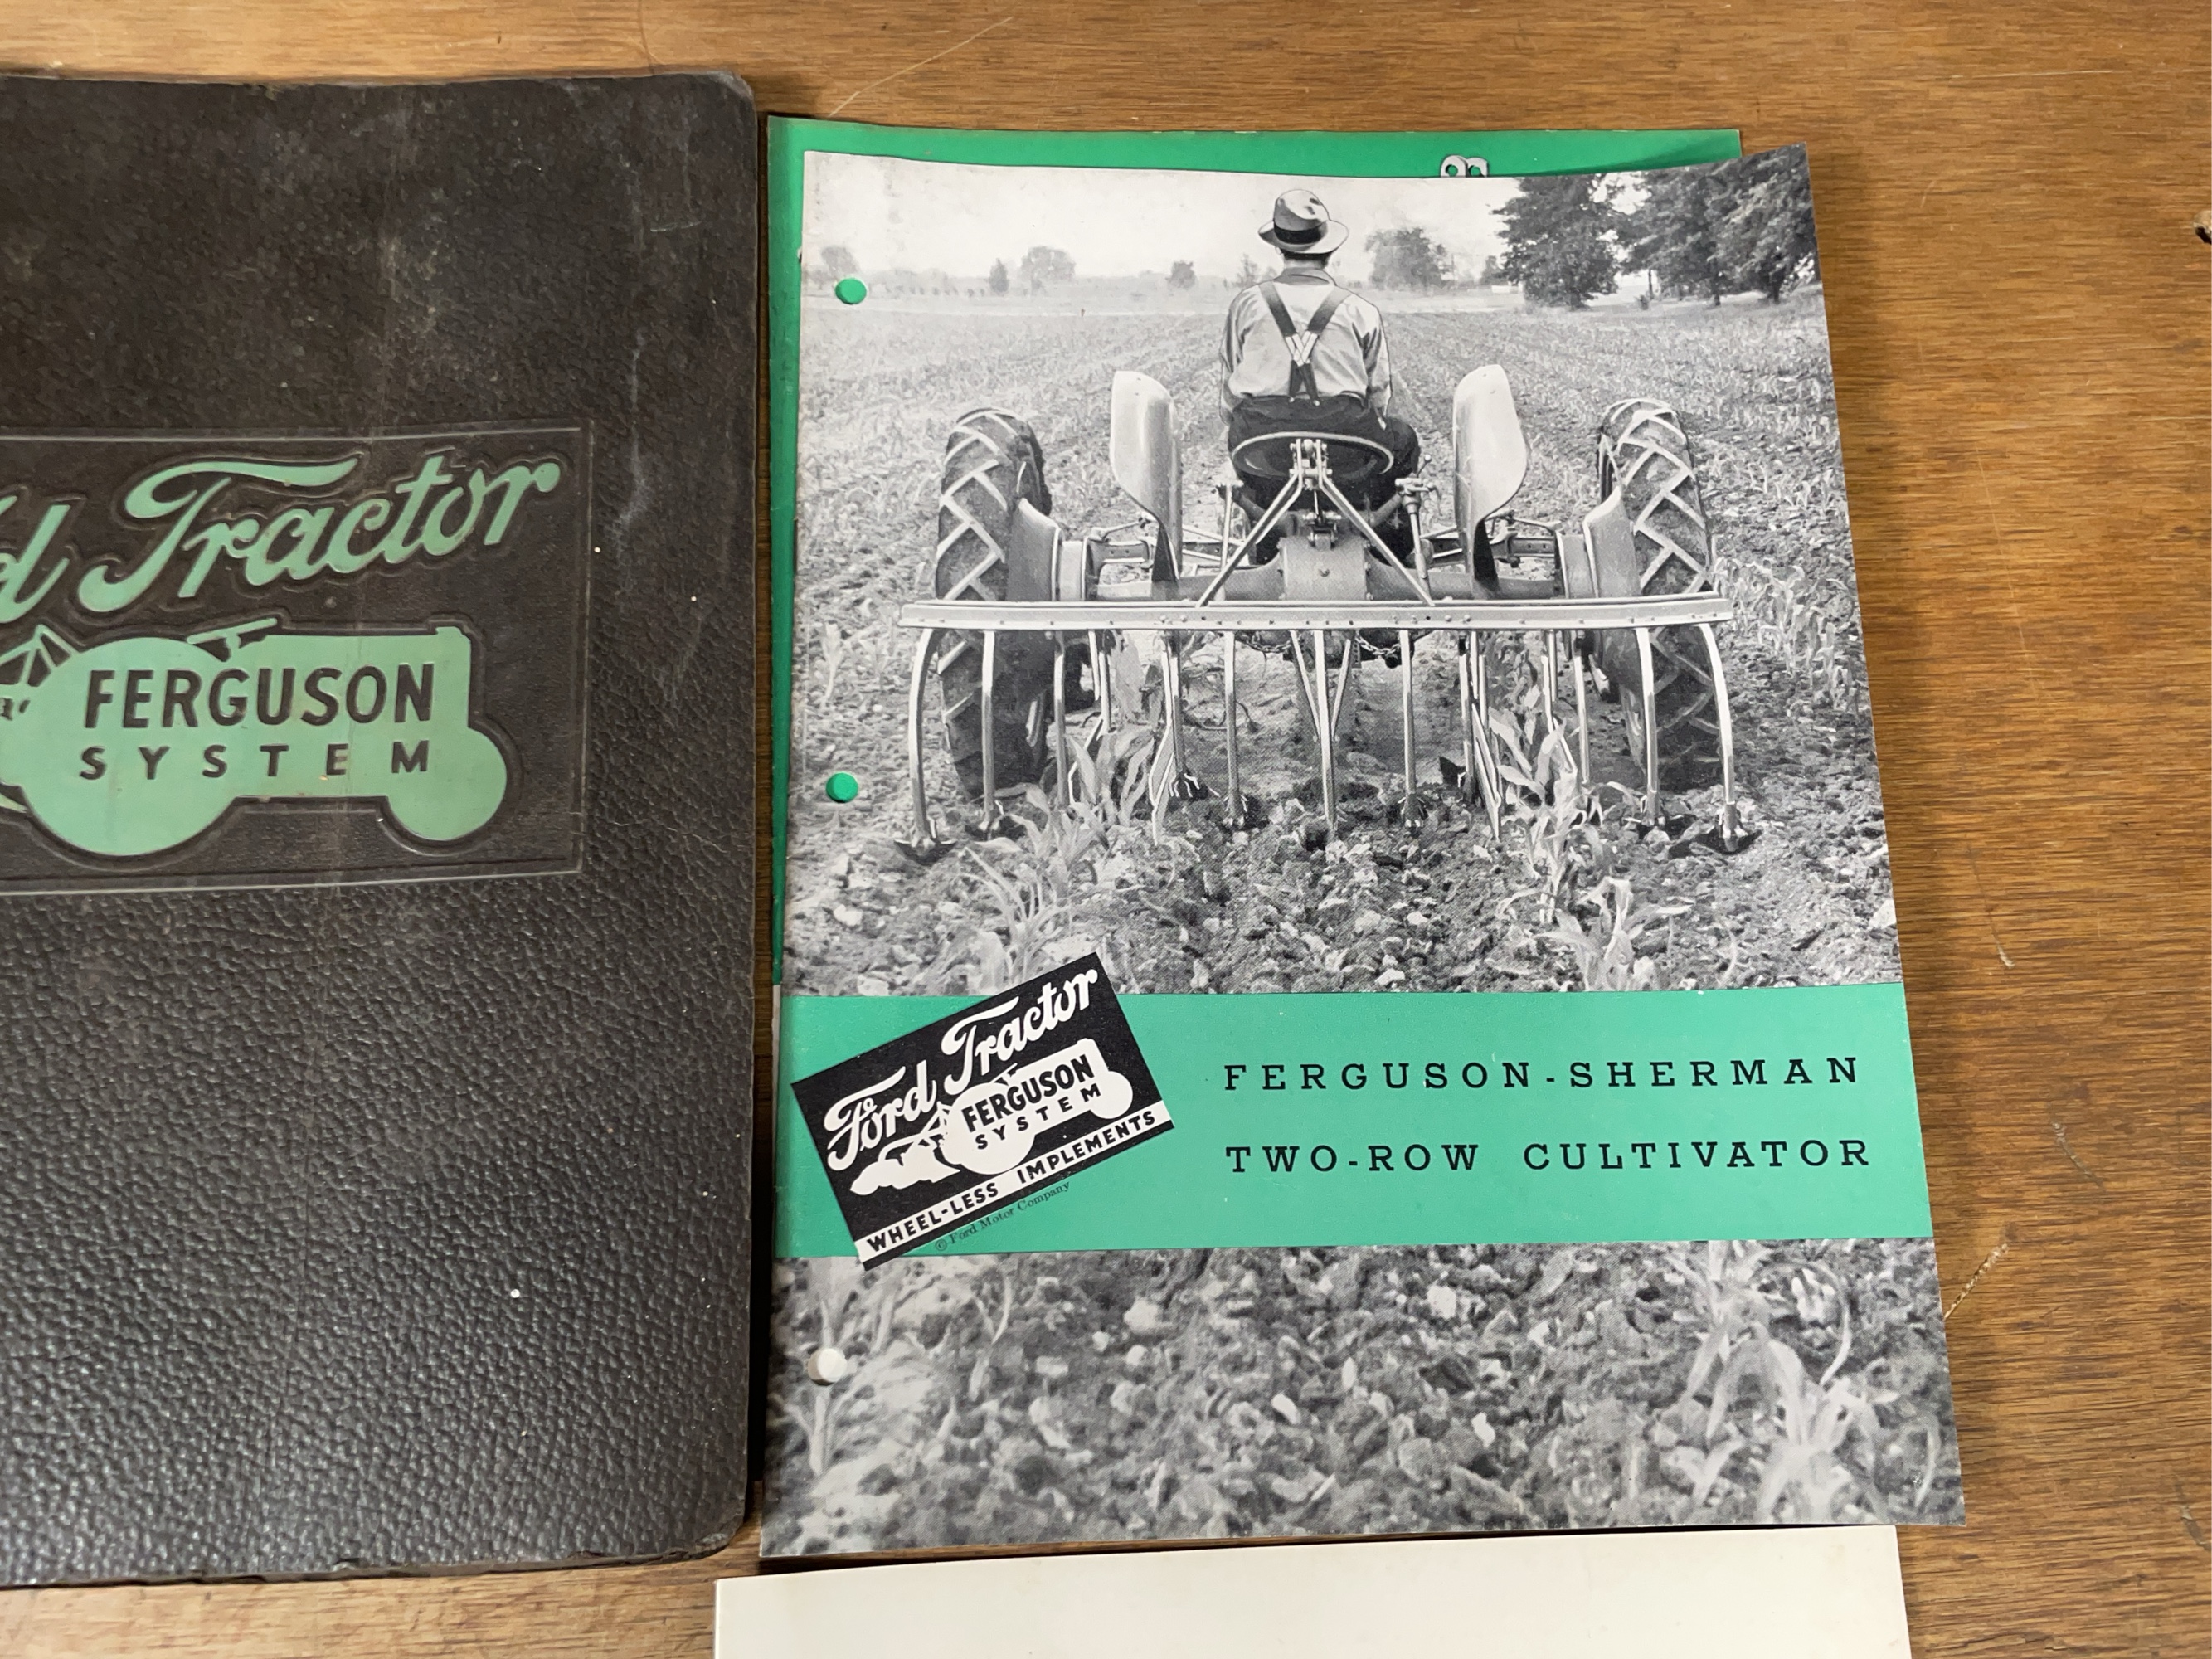 d Tractor
FERGUSON
SYSTEM
Ford Tractor
FERGUSON
SYSTEM
WHEEL-LESS IMPLEMENTS
© Ford Motor Company
FERGUSON-SHERMAN
TWO-ROW CULTIVATOR